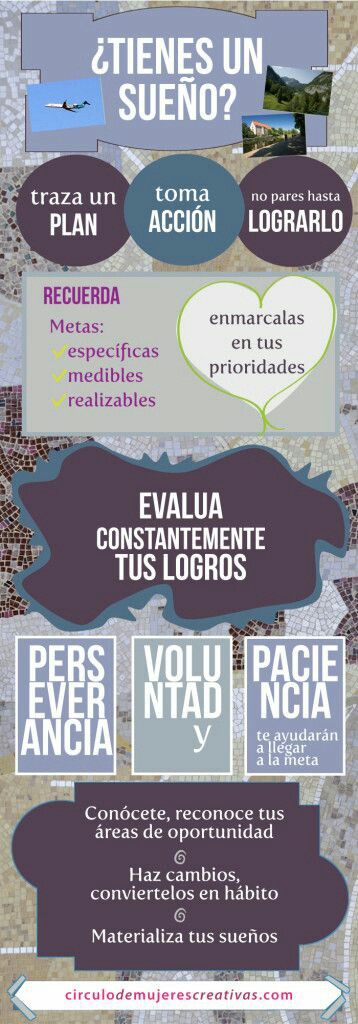 ¿TIENES UN
SUEÑO?
traza un
PLAN
toma
ACCIÓN
no pares hasta
LOGRARLO
RECUERDA
Metas:
específicas
medibles
realizables
enmarcalas
en tus
prioridades
EVALUA
CONSTANTEMENTE
TUS LOGROS
PERS
EVER
ANCIA
VOLU
NTAD
y
PACIE
NCIA
te ayudarán
a llegar
a la meta
Conócete, reconoce tus
áreas de oportunidad
Haz cambios,
conviertelos en hábito
Materializa tus sueños
circulodemujerescreativas.com